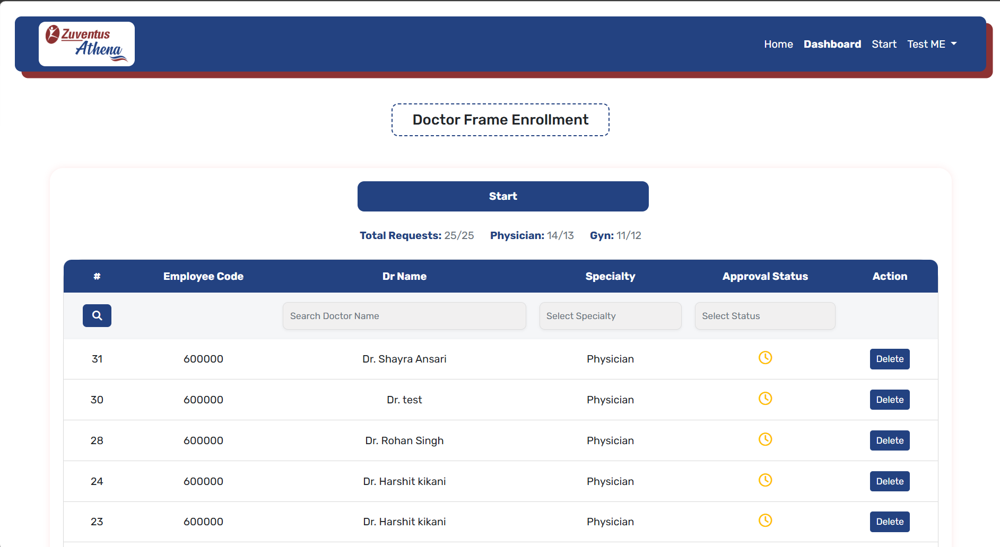 Zuventus
Athena
Home Dashboard Start Test ME
Doctor Frame Enrollment
Start
Total Requests: 25/25 Physician: 14/13 Gyn: 11/12
# Employee Code Dr Name Specialty Approval Status Action
Search Doctor Name Select Specialty Select Status
31 600000 Dr. Shayra Ansari Physician Delete
30 600000 Dr. test Physician Delete
28 600000 Dr. Rohan Singh Physician Delete
24 600000 Dr. Harshit kikani Physician Delete
23 600000 Dr. Harshit kikani Physician Delete